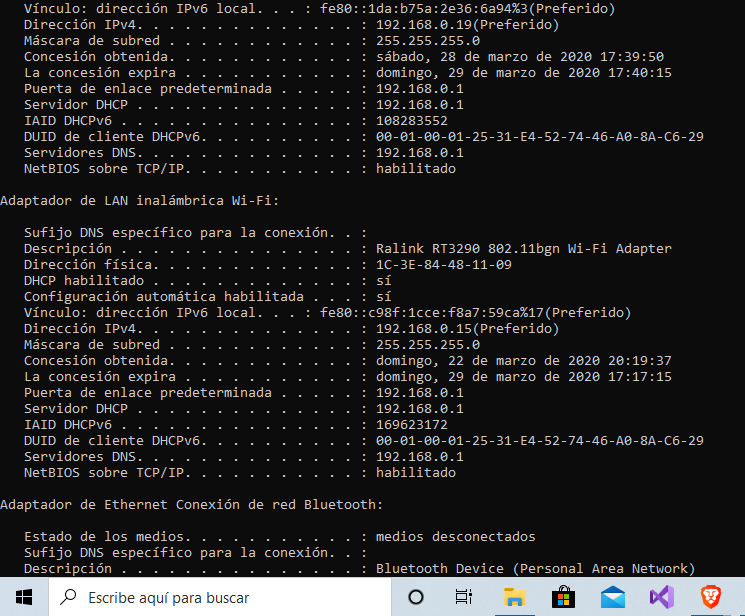 Vínculo: dirección IPv6 local. . . : fe80::1da:b75a:2e36:6a94%3(Preferido)
Dirección IPv4. . . . . . . . . . . . . . : 192.168.0.19(Preferido)
Máscara de subred . . . . . . . . . . . . : 255.255.255.0
Concesión obtenida. . . . . . . . . . . . : sábado, 28 de marzo de 2020 17:39:50
La concesión expira . . . . . . . . . . . : domingo, 29 de marzo de 2020 17:40:15
Puerta de enlace predeterminada . . . . . : 192.168.0.1
Servidor DHCP . . . . . . . . . . . . . . : 192.168.0.1
IAID DHCPv6 . . . . . . . . . . . . . . . : 108283552
DUID de cliente DHCPv6. . . . . . . . . . : 00-01-00-01-25-31-E4-52-74-46-A0-8A-C6-29
Servidores DNS. . . . . . . . . . . . . . : 192.168.0.1
NetBIOS sobre TCP/IP. . . . . . . . . . . : habilitado
Adaptador de LAN inalámbrica Wi-Fi:
Sufijo DNS específico para la conexión. . :
Descripción . . . . . . . . . . . . . . . : Ralink RT3290 802.11bgn Wi-Fi Adapter
Dirección física. . . . . . . . . . . . . : 1C-3E-84-48-11-09
DHCP habilitado . . . . . . . . . . . . . : sí
Configuración automática habilitada . . . : sí
Vínculo: dirección IPv6 local. . . : fe80::c98f:1cce:f8a7:59ca%17(Preferido)
Dirección IPv4. . . . . . . . . . . . . . : 192.168.0.15(Preferido)
Máscara de subred . . . . . . . . . . . . : 255.255.255.0
Concesión obtenida. . . . . . . . . . . . : domingo, 22 de marzo de 2020 20:19:37
La concesión expira . . . . . . . . . . . : domingo, 29 de marzo de 2020 17:17:15
Puerta de enlace predeterminada . . . . . : 192.168.0.1
Servidor DHCP . . . . . . . . . . . . . . : 192.168.0.1
IAID DHCPv6 . . . . . . . . . . . . . . . : 169623172
DUID de cliente DHCPv6. . . . . . . . . . : 00-01-00-01-25-31-E4-52-74-46-A0-8A-C6-29
Servidores DNS. . . . . . . . . . . . . . : 192.168.0.1
NetBIOS sobre TCP/IP. . . . . . . . . . . : habilitado
Adaptador de Ethernet Conexión de red Bluetooth:
Estado de los medios. . . . . . . . . . . : medios desconectados
Sufijo DNS específico para la conexión. . :
Descripción . . . . . . . . . . . . . . . : Bluetooth Device (Personal Area Network)
Escribe aquí para buscar